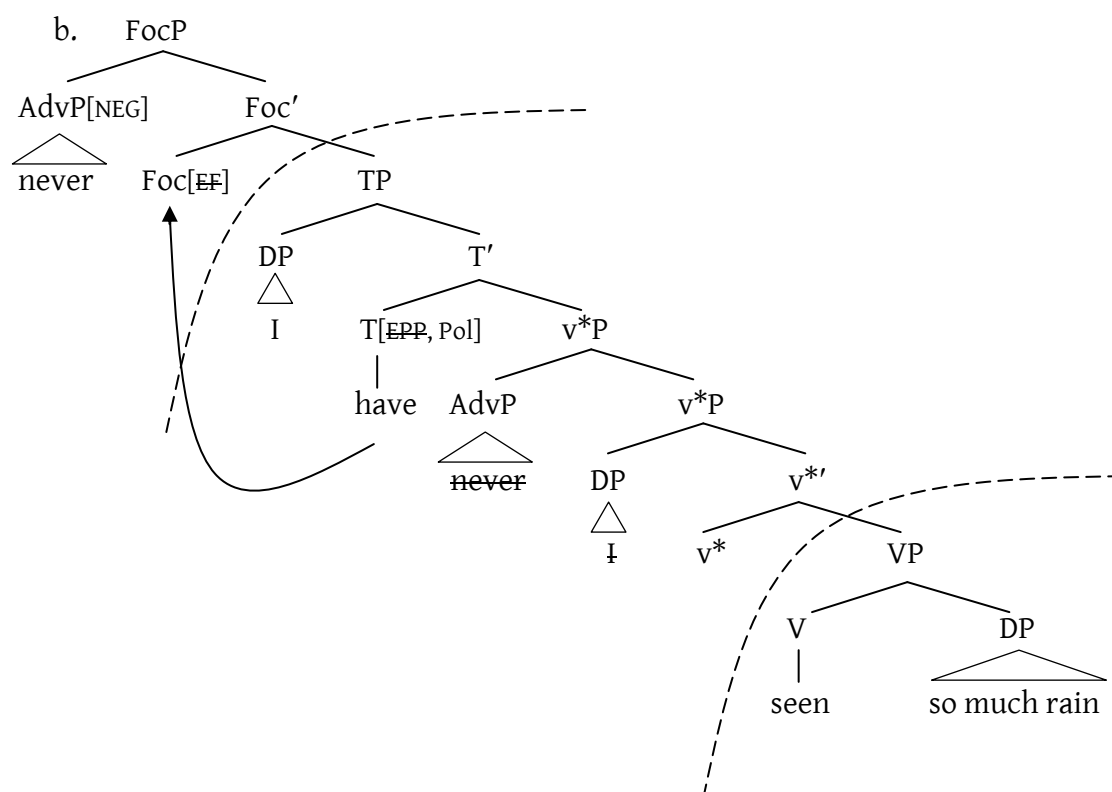 b. FocP
AdvP[NEG] Foc′
never Foc[EF] TP
DP T′
I T[EPP, Pol] v*P
have AdvP v*P
never DP v*′
I v* VP
V DP
seen so much rain